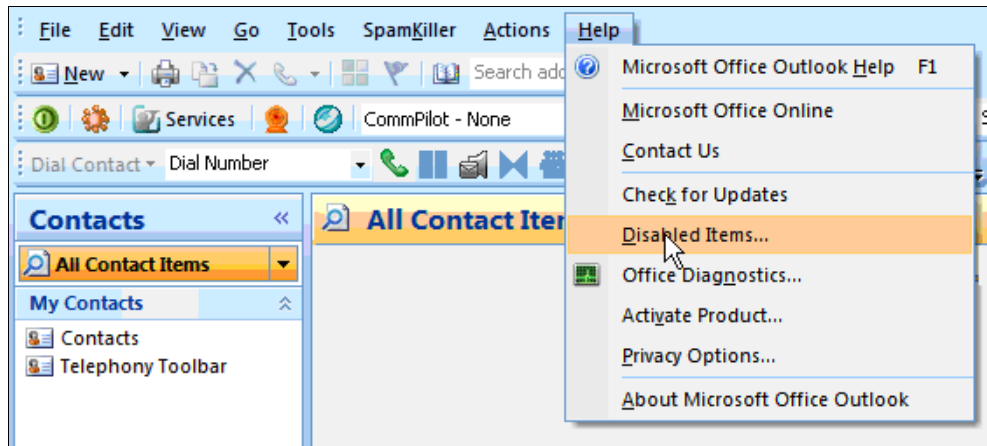 File Edit View Go Tools SpamKiller Actions Help
New Search add
Services CommPilot - None
Dial Contact Dial Number
Contacts «
All Contact Items
My Contacts
Contacts
Telephony Toolbar
All Contact Iter
Microsoft Office Outlook Help F1
Microsoft Office Online
Contact Us
Check for Updates
Disabled Items...
Office Diagnostics...
Activate Product...
Privacy Options...
About Microsoft Office Outlook